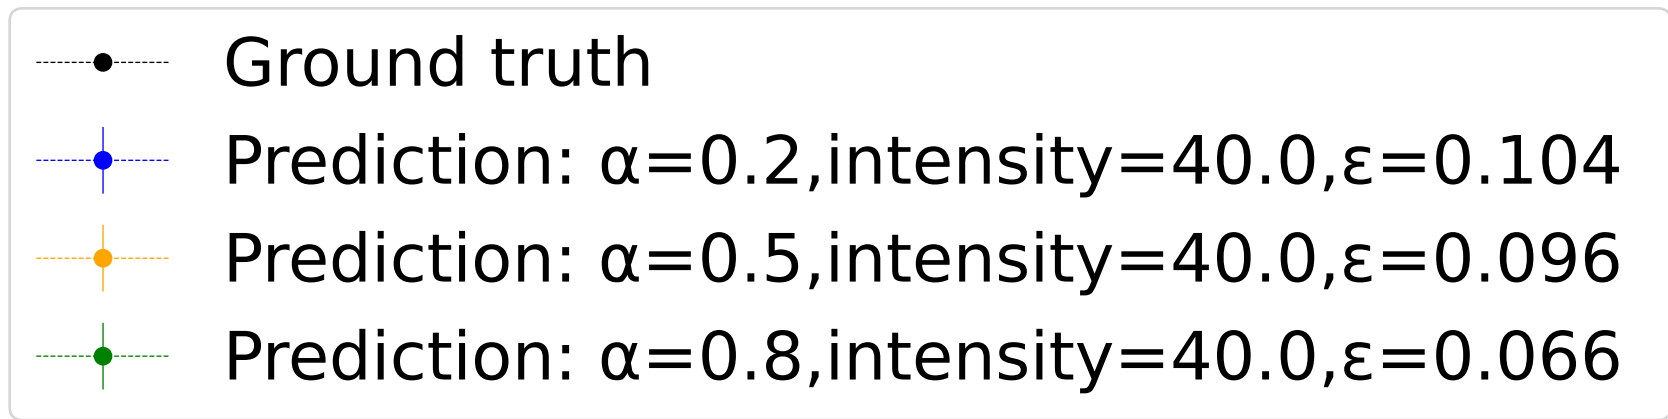 Ground truth
Prediction: α=0.2,intensity=40.0,ε=0.104
Prediction: α=0.5,intensity=40.0,ε=0.096
Prediction: α=0.8,intensity=40.0,ε=0.066